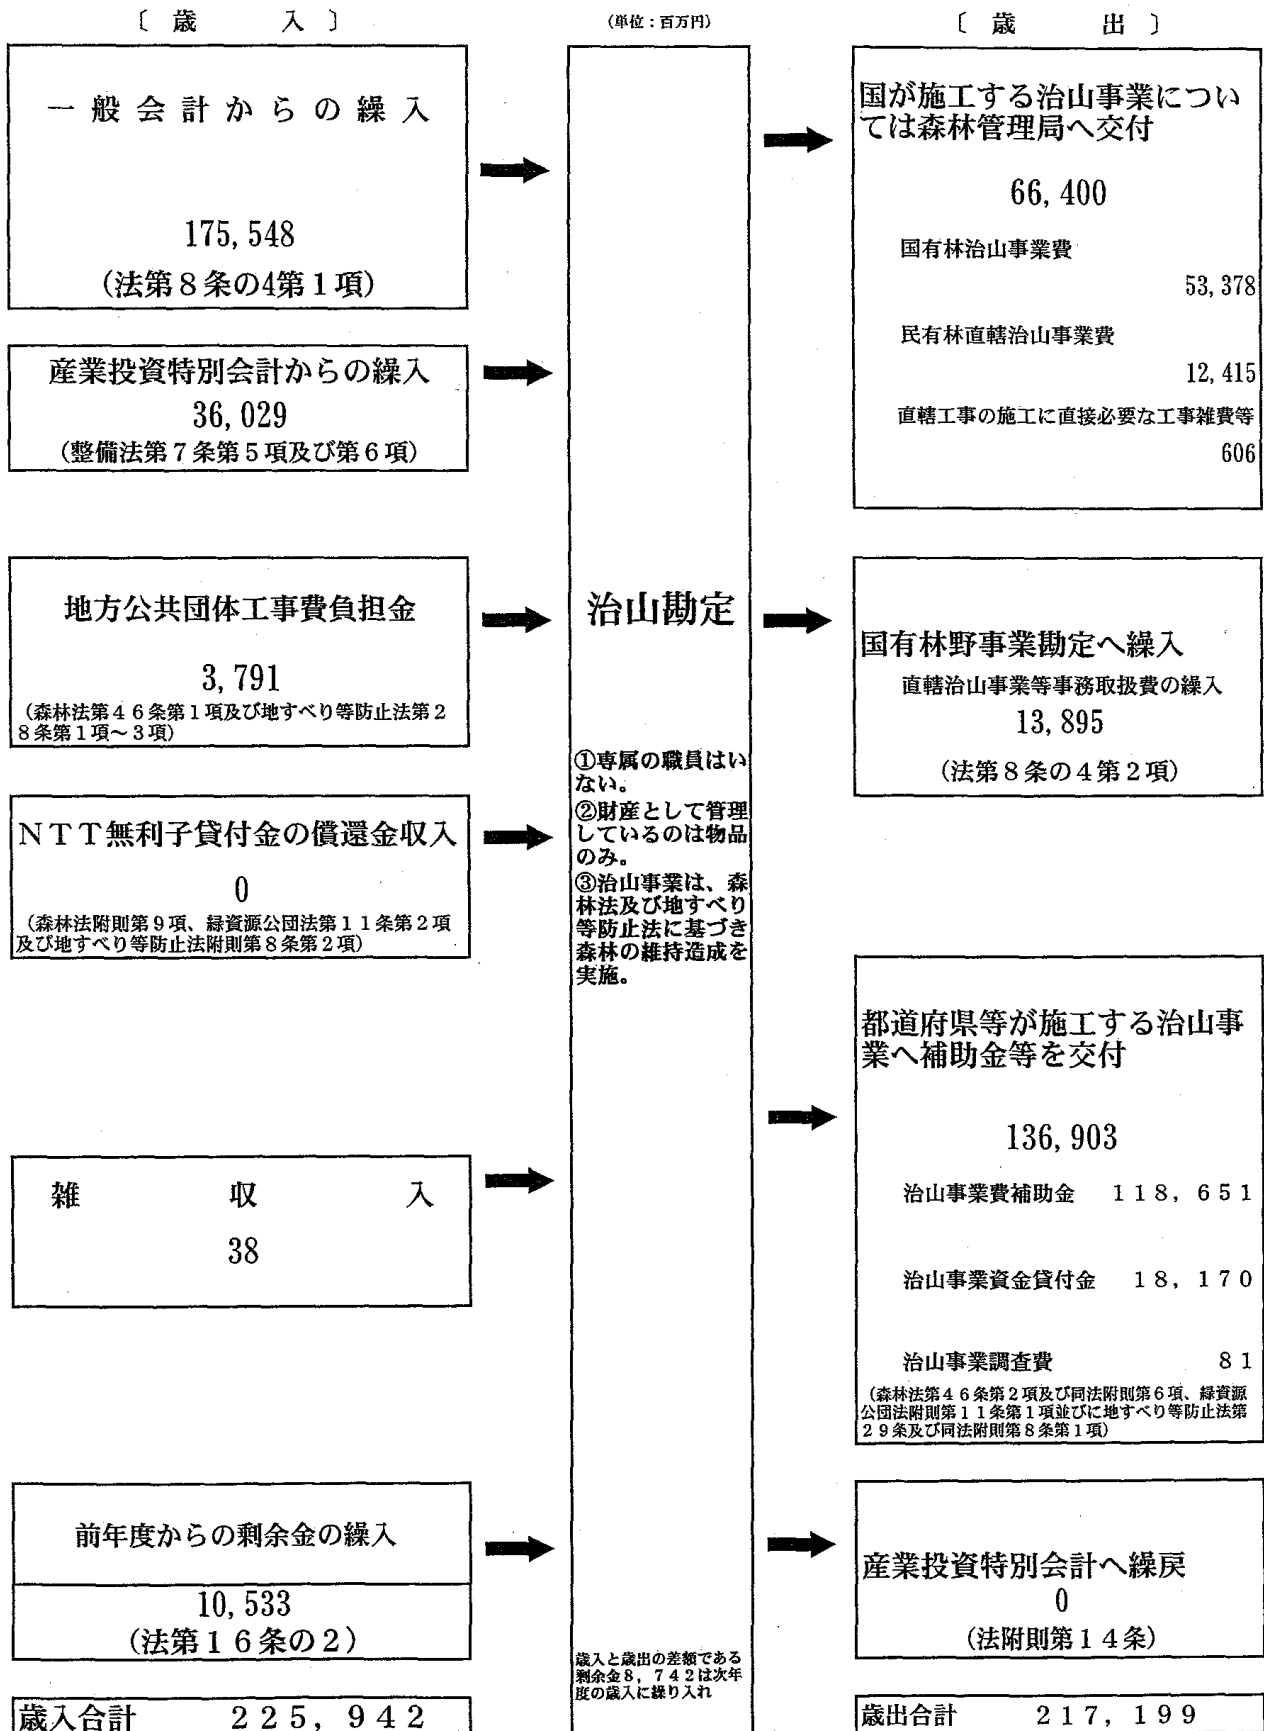 〔歳入〕
(単位：百万円)
〔歳出〕
一般会計からの繰入
175,548
(法第８条の4第１項)
産業投資特別会計からの繰入
36,029
(整備法第７条第５項及び第６項)
地方公共団体工事費負担金
3,791
(森林法第４６条第１項及び地すべり等防止法第２
８条第１項～３項)
ＮＴＴ無利子貸付金の償還金収入
0
(森林法附則第９項、緑資源公団法第１１条第２項
及び地すべり等防止法附則第８条第２項)
雑収入
38
前年度からの剰余金の繰入
10,533
(法第１６条の２)
歳入合計 ２２５，９４２
治山勘定
①専属の職員はい
ない。
②財産として管理
しているのは物品
のみ。
③治山事業は、森
林法及び地すべり
等防止法に基づき
森林の維持造成を
実施。
歳入と歳出の差額である
剰余金８，７４２は次年
度の歳入に繰り入れ
国が施工する治山事業につい
ては森林管理局へ交付
66,400
国有林治山事業費
53,378
民有林直轄治山事業費
12,415
直轄工事の施工に直接必要な工事雑費等
606
国有林野事業勘定へ繰入
直轄治山事業等事務取扱費の繰入
13,895
(法第８条の４第２項)
都道府県等が施工する治山事
業へ補助金等を交付
136,903
治山事業費補助金 １１８，６５１
治山事業資金貸付金 １８，１７０
治山事業調査費 ８１
(森林法第４６条第２項及び同法附則第６項、緑資源
公団法附則第１１条第１項並びに地すべり等防止法第
２９条及び同法附則第８条第１項)
産業投資特別会計へ繰戻
0
(法附則第１４条)
歳出合計 ２１７，１９９